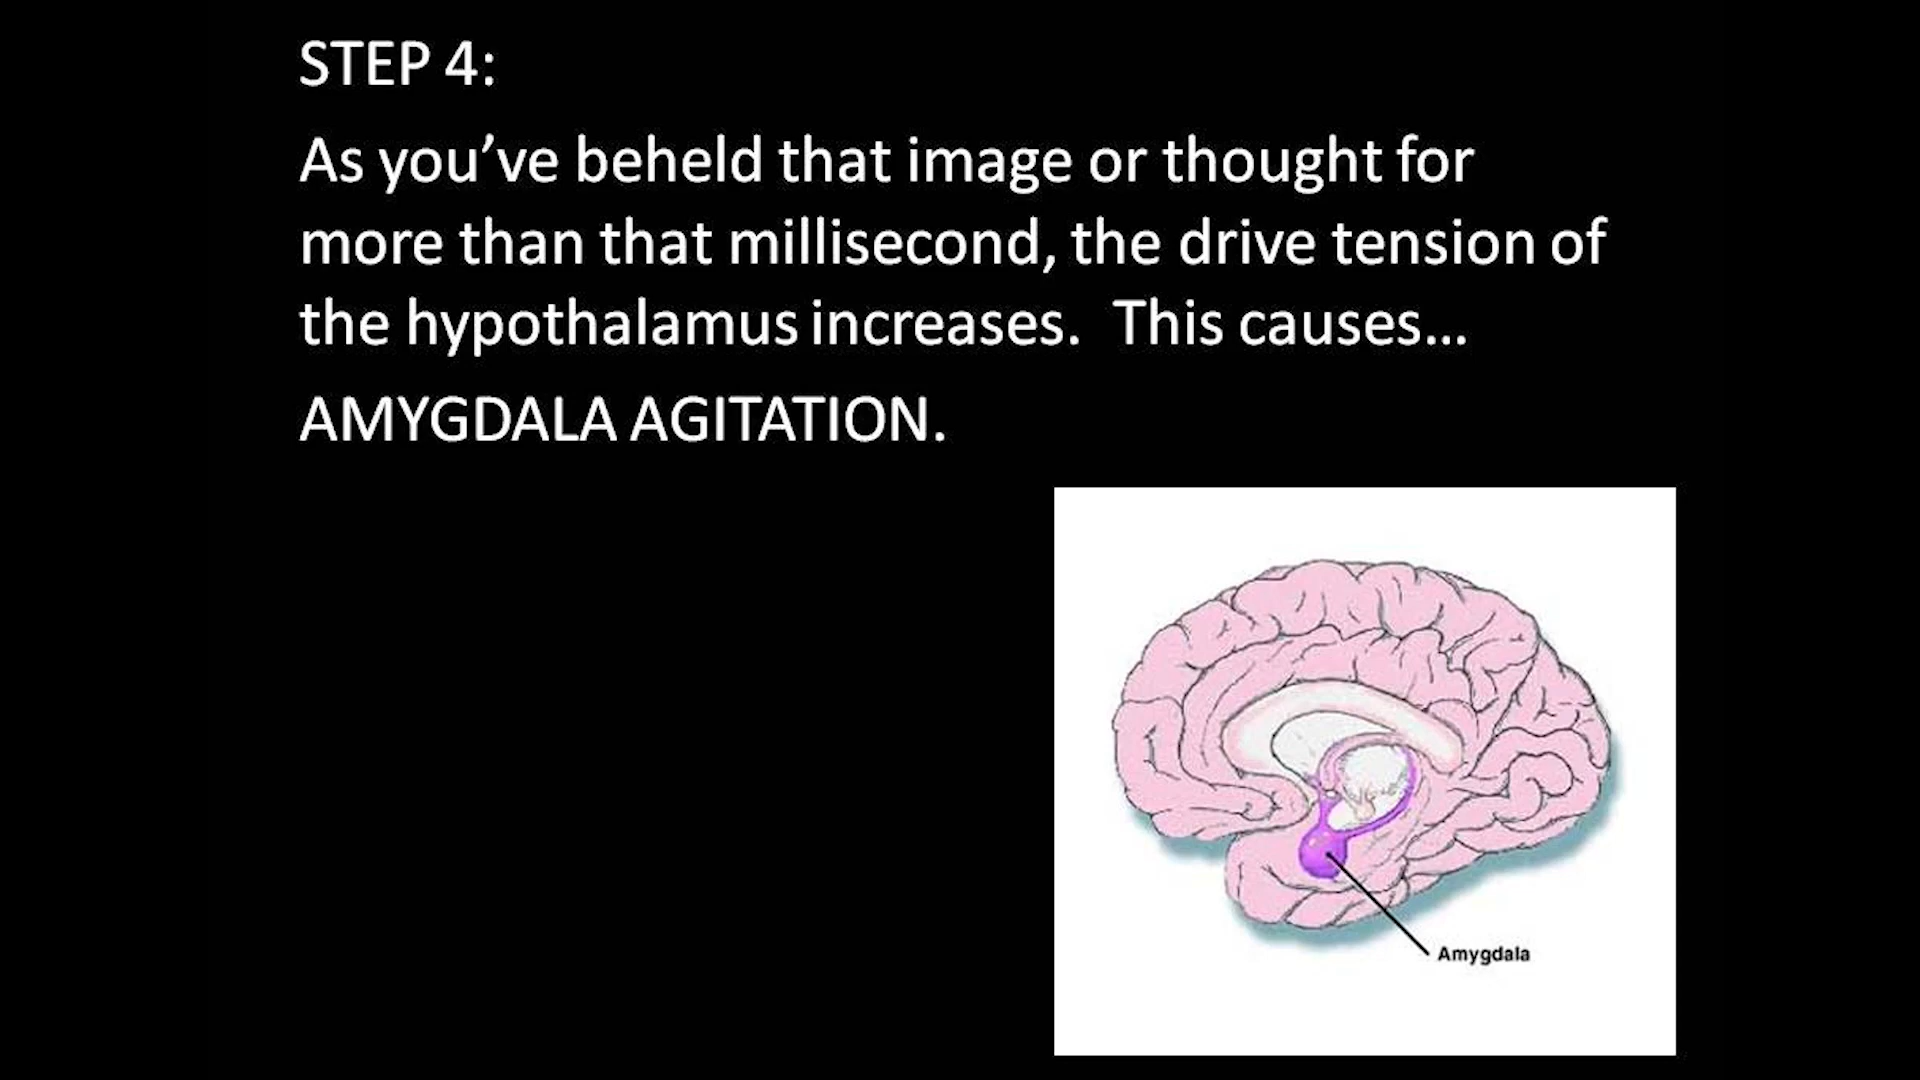 STEP 4:
As you’ve beheld that image or thought for
more than that millisecond, the drive tension of
the hypothalamus increases.  This causes…
AMYGDALA AGITATION.
Amygdala